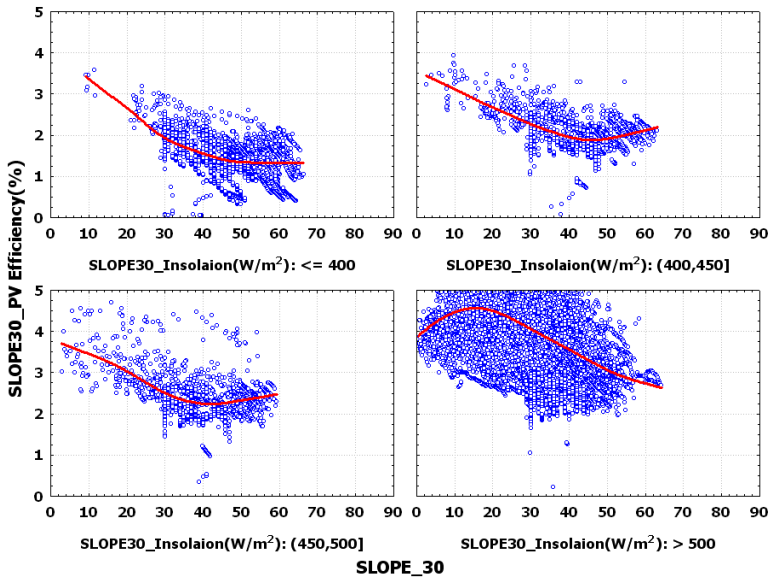 5
4
3
2
1
0
0 10 20 30 40 50 60 70 80 90
SLOPE30_Insolaion(W/m²): <= 400
0 10 20 30 40 50 60 70 80 90
SLOPE30_Insolaion(W/m²): (400,450]
SLOPE30_PV Efficiency(%)
5
4
3
2
1
0
0 10 20 30 40 50 60 70 80 90
SLOPE30_Insolaion(W/m²): (450,500]
0 10 20 30 40 50 60 70 80 90
SLOPE30_Insolaion(W/m²): > 500
SLOPE_30